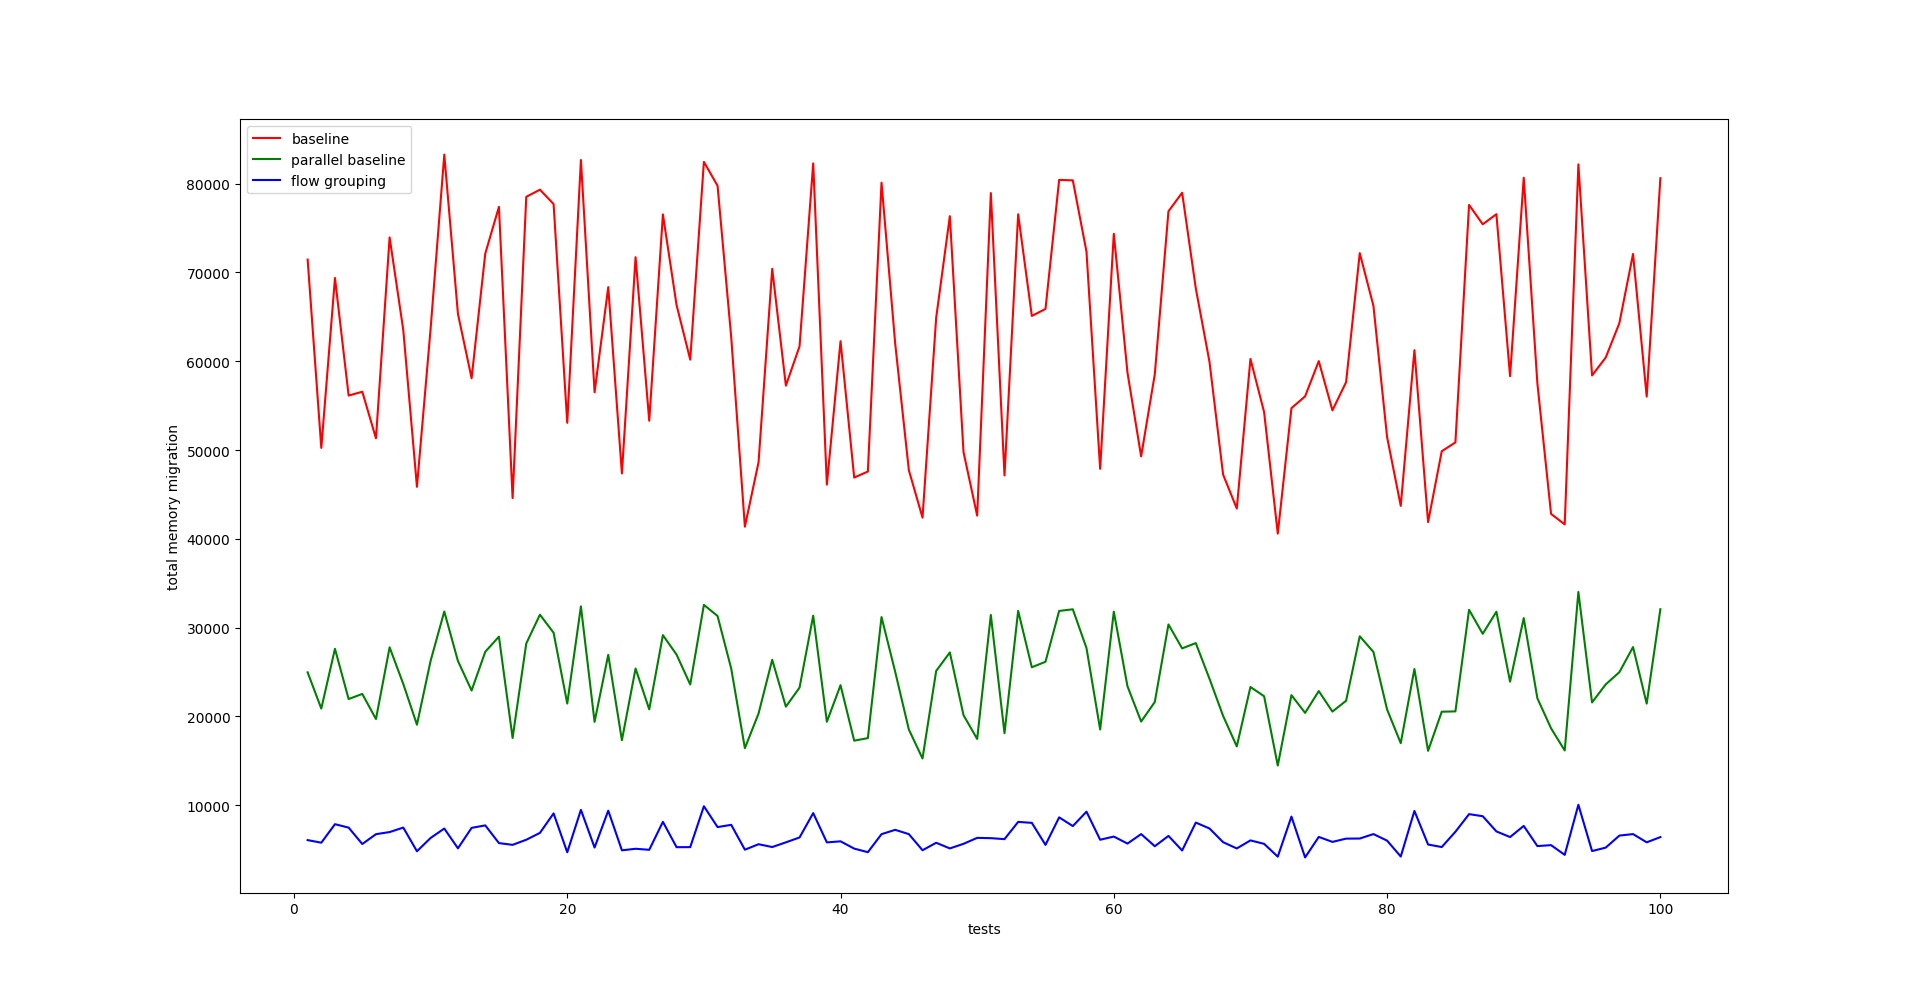 baseline
parallel baseline
flow grouping
80000
70000
60000
50000
40000
30000
20000
10000
total memory migration
0 20 40 60 80 100
tests